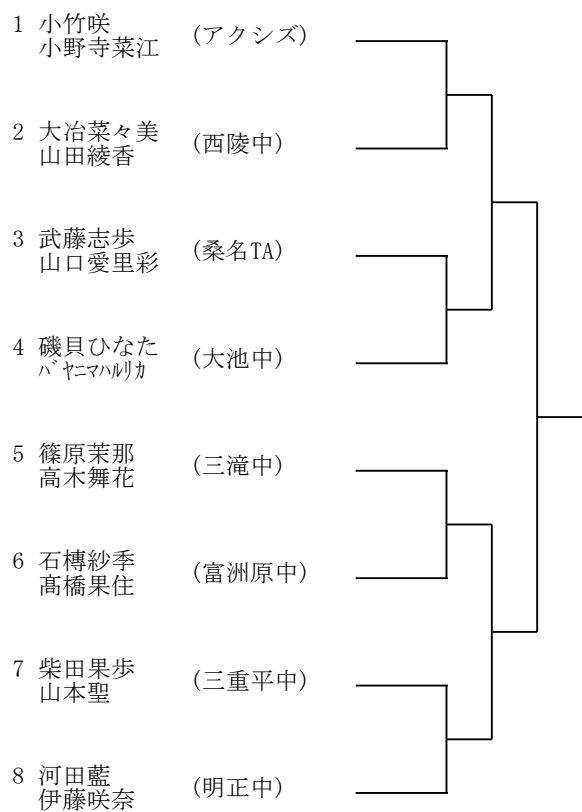 1 小竹咲
小野寺菜江 (アクシズ)
2 大冶菜々美
山田綾香 (西陵中)
3 武藤志歩
山口愛里彩 (桑名TA)
4 磯貝ひなた
バヤニマハルリカ (大池中)
5 篠原茉那
高木舞花 (三滝中)
6 石榑紗季
髙橋果住 (富洲原中)
7 柴田果歩
山本聖 (三重平中)
8 河田藍
伊藤咲奈 (明正中)